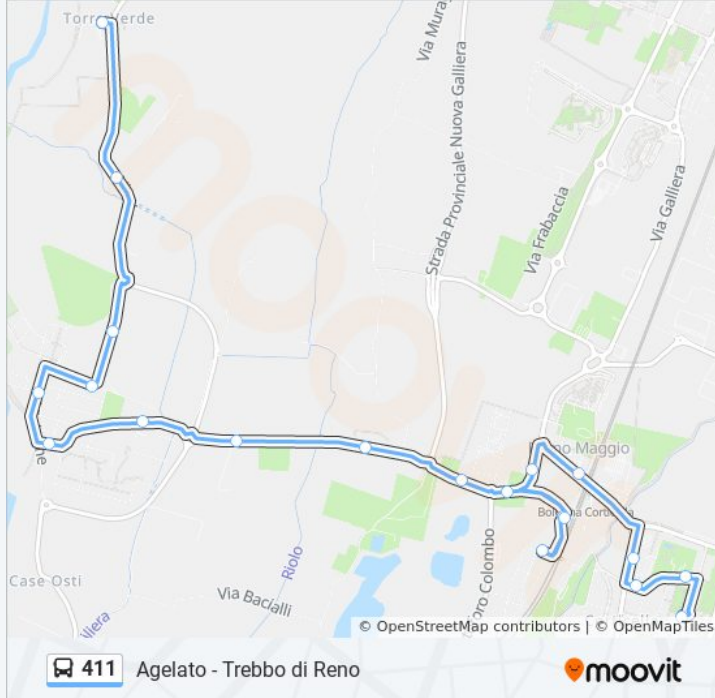 Torre Verde
Via Mura
Strada Provinciale Nuova Galliera
Via Frabaccia
Via Galliera
Maggio
Case Osti
Via Bacialli
Riolo
Colombo
© OpenStreetMap contributors | © OpenMapTiles
411 Agelato - Trebbo di Reno
moovit